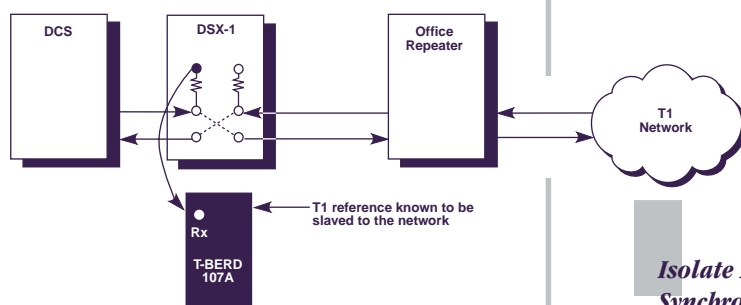 DCS
DSX-1
Office
Repeater
T1
Network
T1 reference known to be
slaved to the network
Rx
T-BERD
107A
Isolate
Synchro